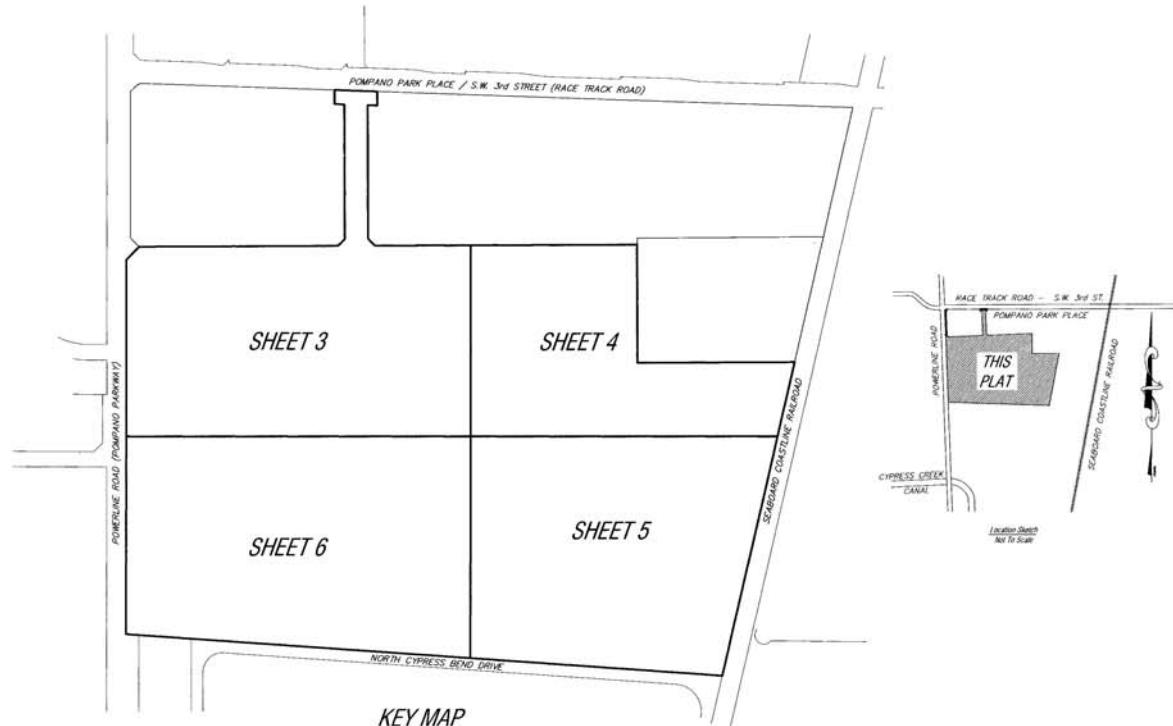 POMPANO PARK PLACE / S.W. 3rd STREET (RACE TRACK ROAD)
SHEET 3
SHEET 4
POWERLINE ROAD (POMPANO PARKWAY)
SEABOARD COASTLINE RAILROAD
SHEET 6
SHEET 5
NORTH CYPRESS BEND DRIVE
KEY MAP
RACE TRACK ROAD - S.W. 3rd ST.
POMPANO PARK PLACE
POWERLINE ROAD
THIS
PLAT
SEABOARD COASTLINE RAILROAD
CYPRESS CREEK
CANAL
Location Sketch
Not To Scale